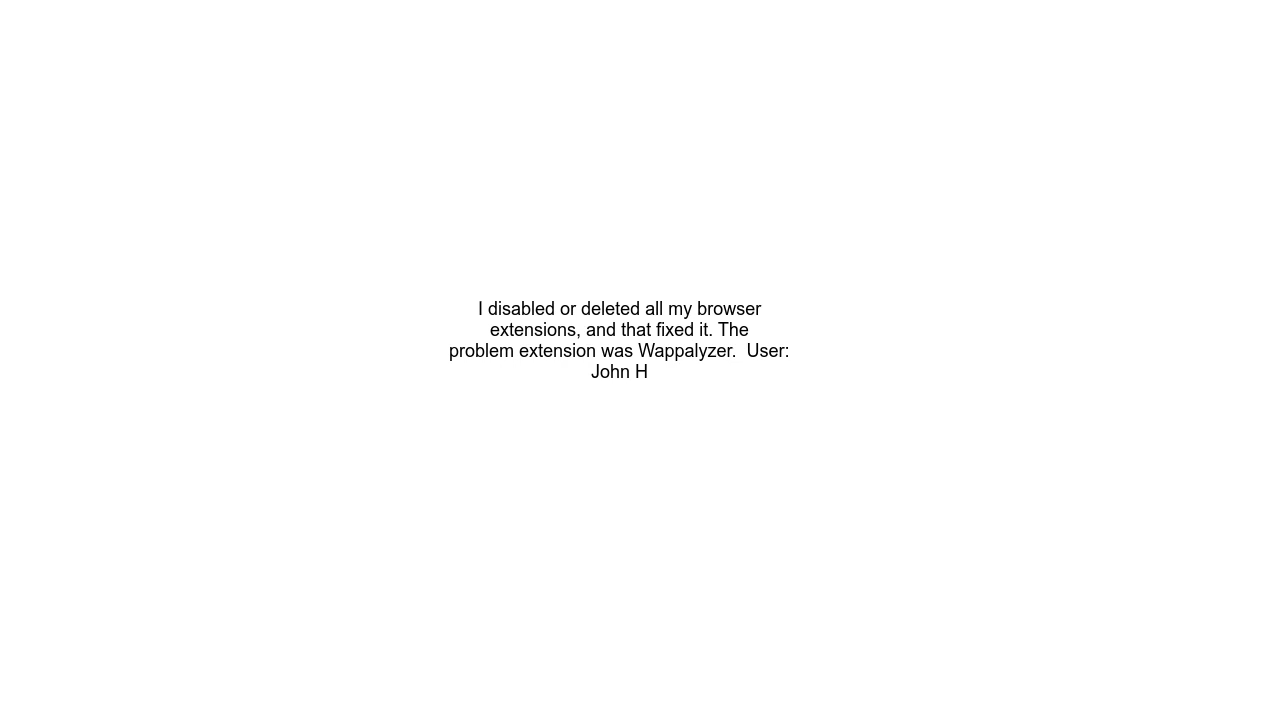 I disabled or deleted all my browser
extensions, and that fixed it. The
problem extension was Wappalyzer.  User:
John H